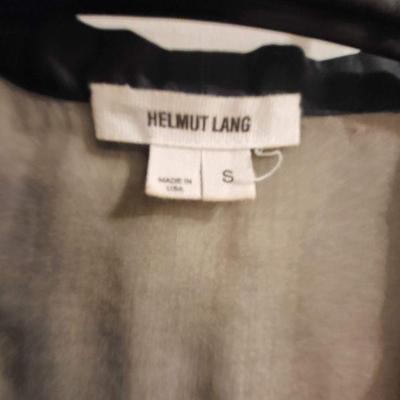 HELMUT LANG
MADE IN
USA
S